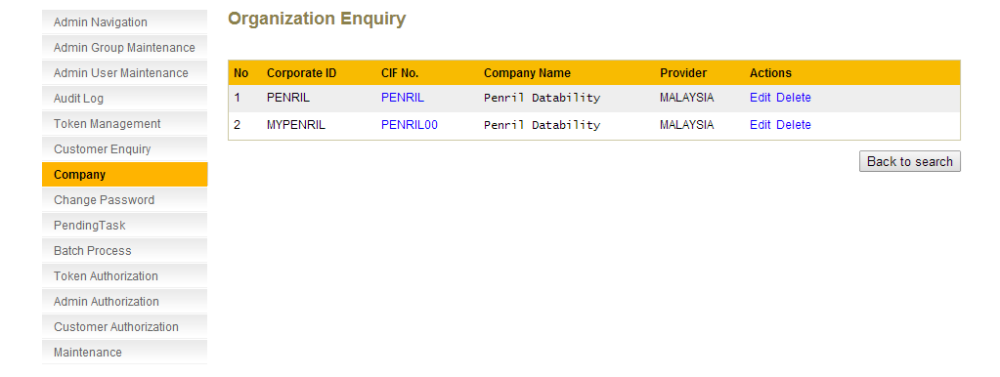 Admin Navigation
Admin Group Maintenance
Admin User Maintenance
Audit Log
Token Management
Customer Enquiry
Company
Change Password
PendingTask
Batch Process
Token Authorization
Admin Authorization
Customer Authorization
Maintenance
Organization Enquiry
No Corporate ID CIF No. Company Name Provider Actions
1 PENRIL PENRIL Penril Datability MALAYSIA Edit Delete
2 MYPENRIL PENRIL00 Penril Datability MALAYSIA Edit Delete
Back to search